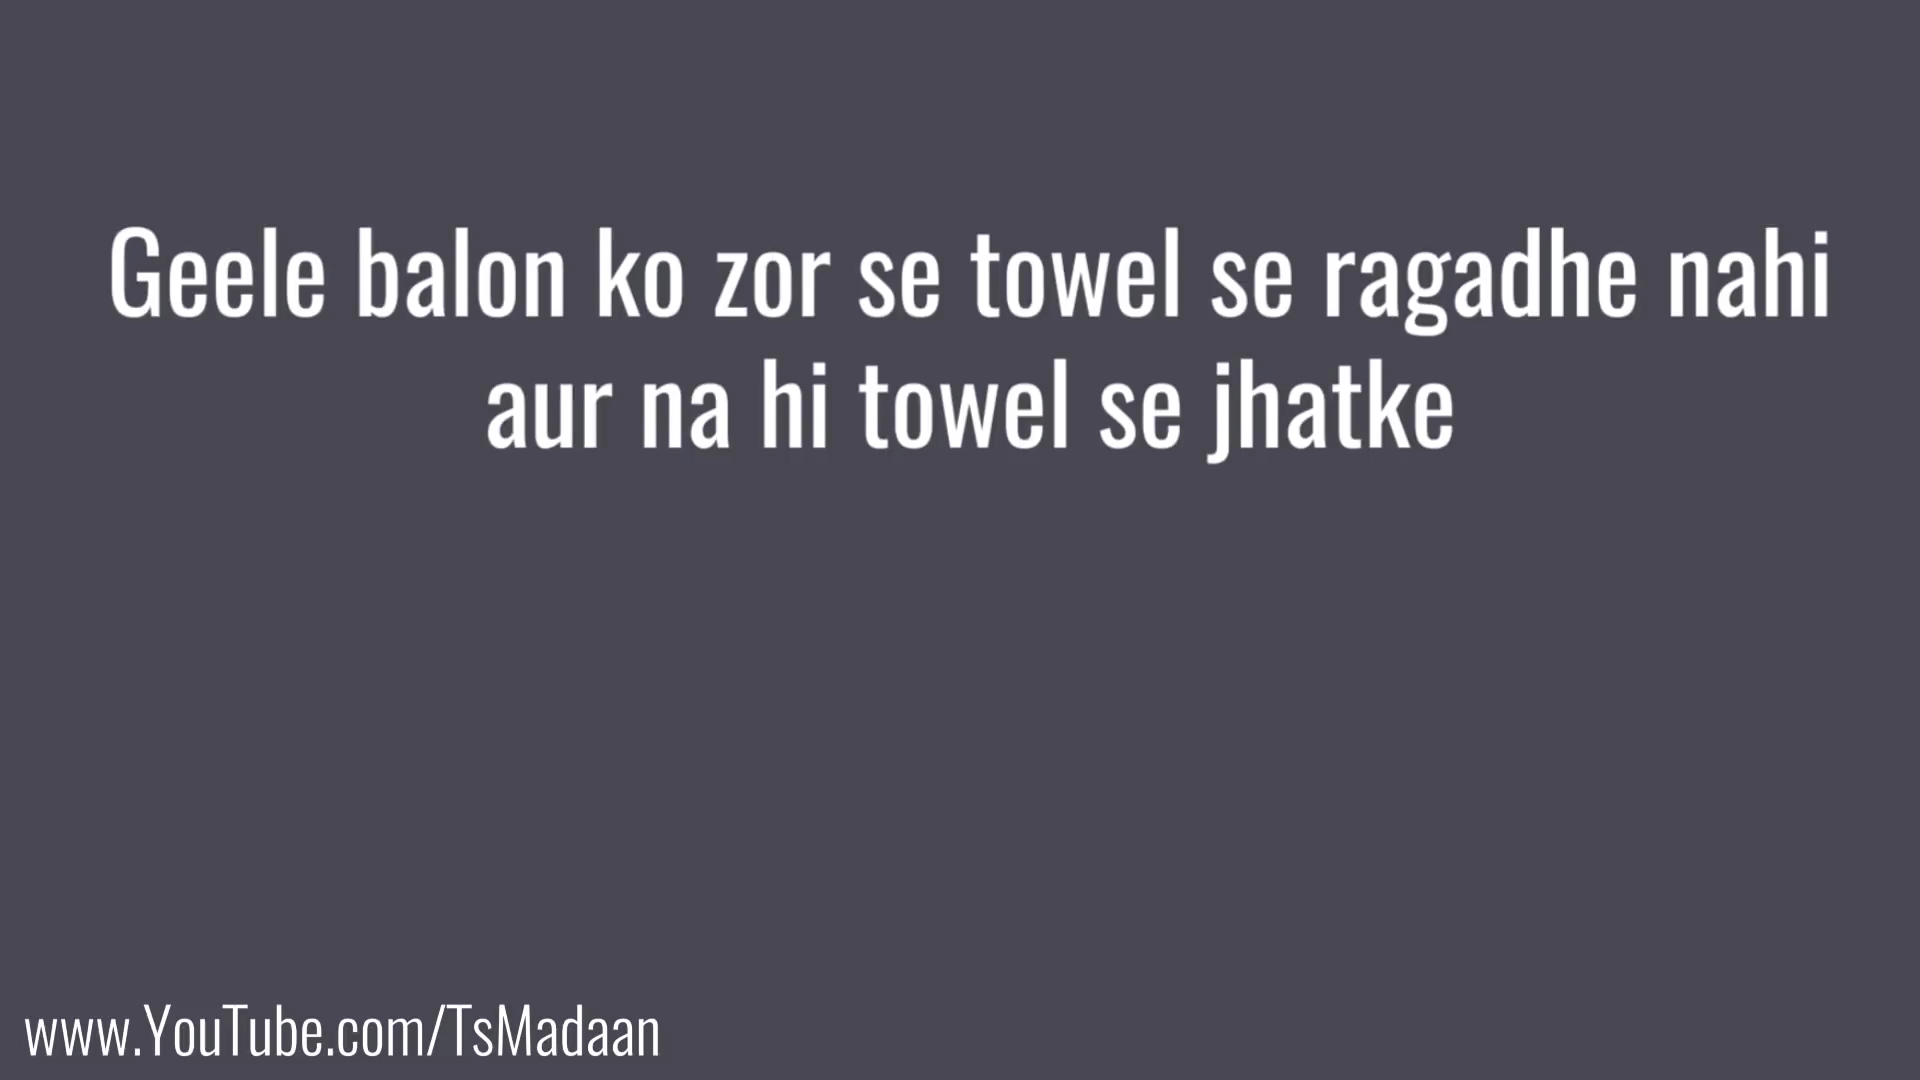 Geele balon ko zor se towel se ragadhe nahi
aur na hi towel se jhatke
www.YouTube.com/TsMadaan